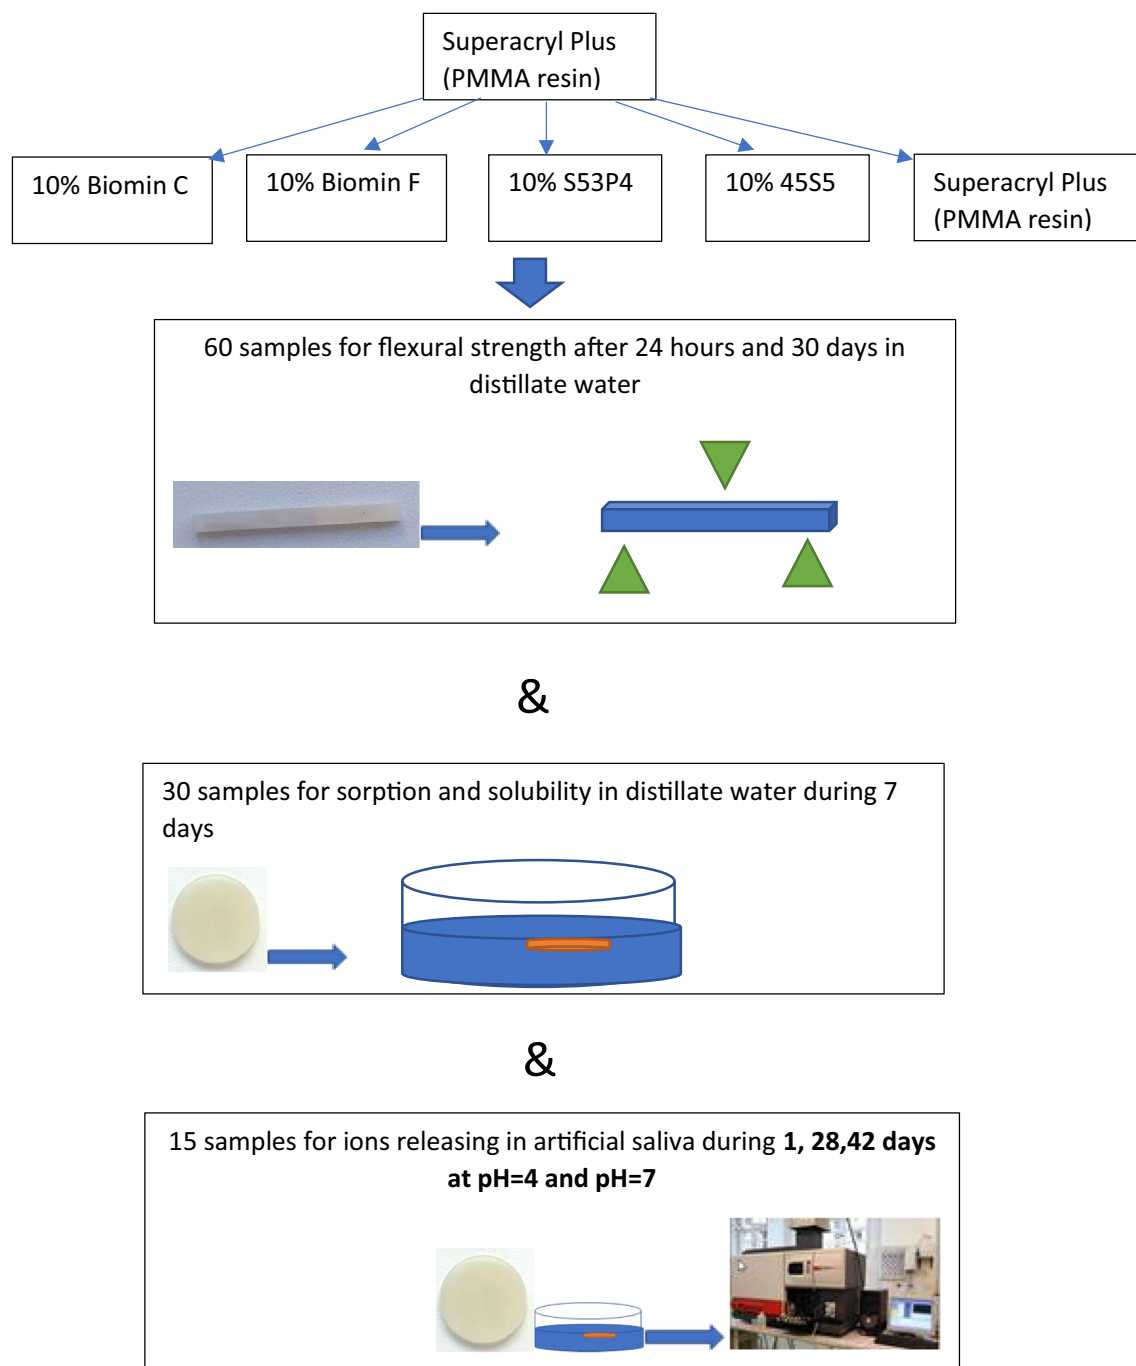 Superacryl Plus
(PMMA resin)
10% Biomin C
10% Biomin F
10% S53P4
10% 45S5
Superacryl Plus
(PMMA resin)
60 samples for flexural strength after 24 hours and 30 days in
distillate water
&
30 samples for sorption and solubility in distillate water during 7
days
&
15 samples for ions releasing in artificial saliva during 1, 28,42 days
at pH=4 and pH=7